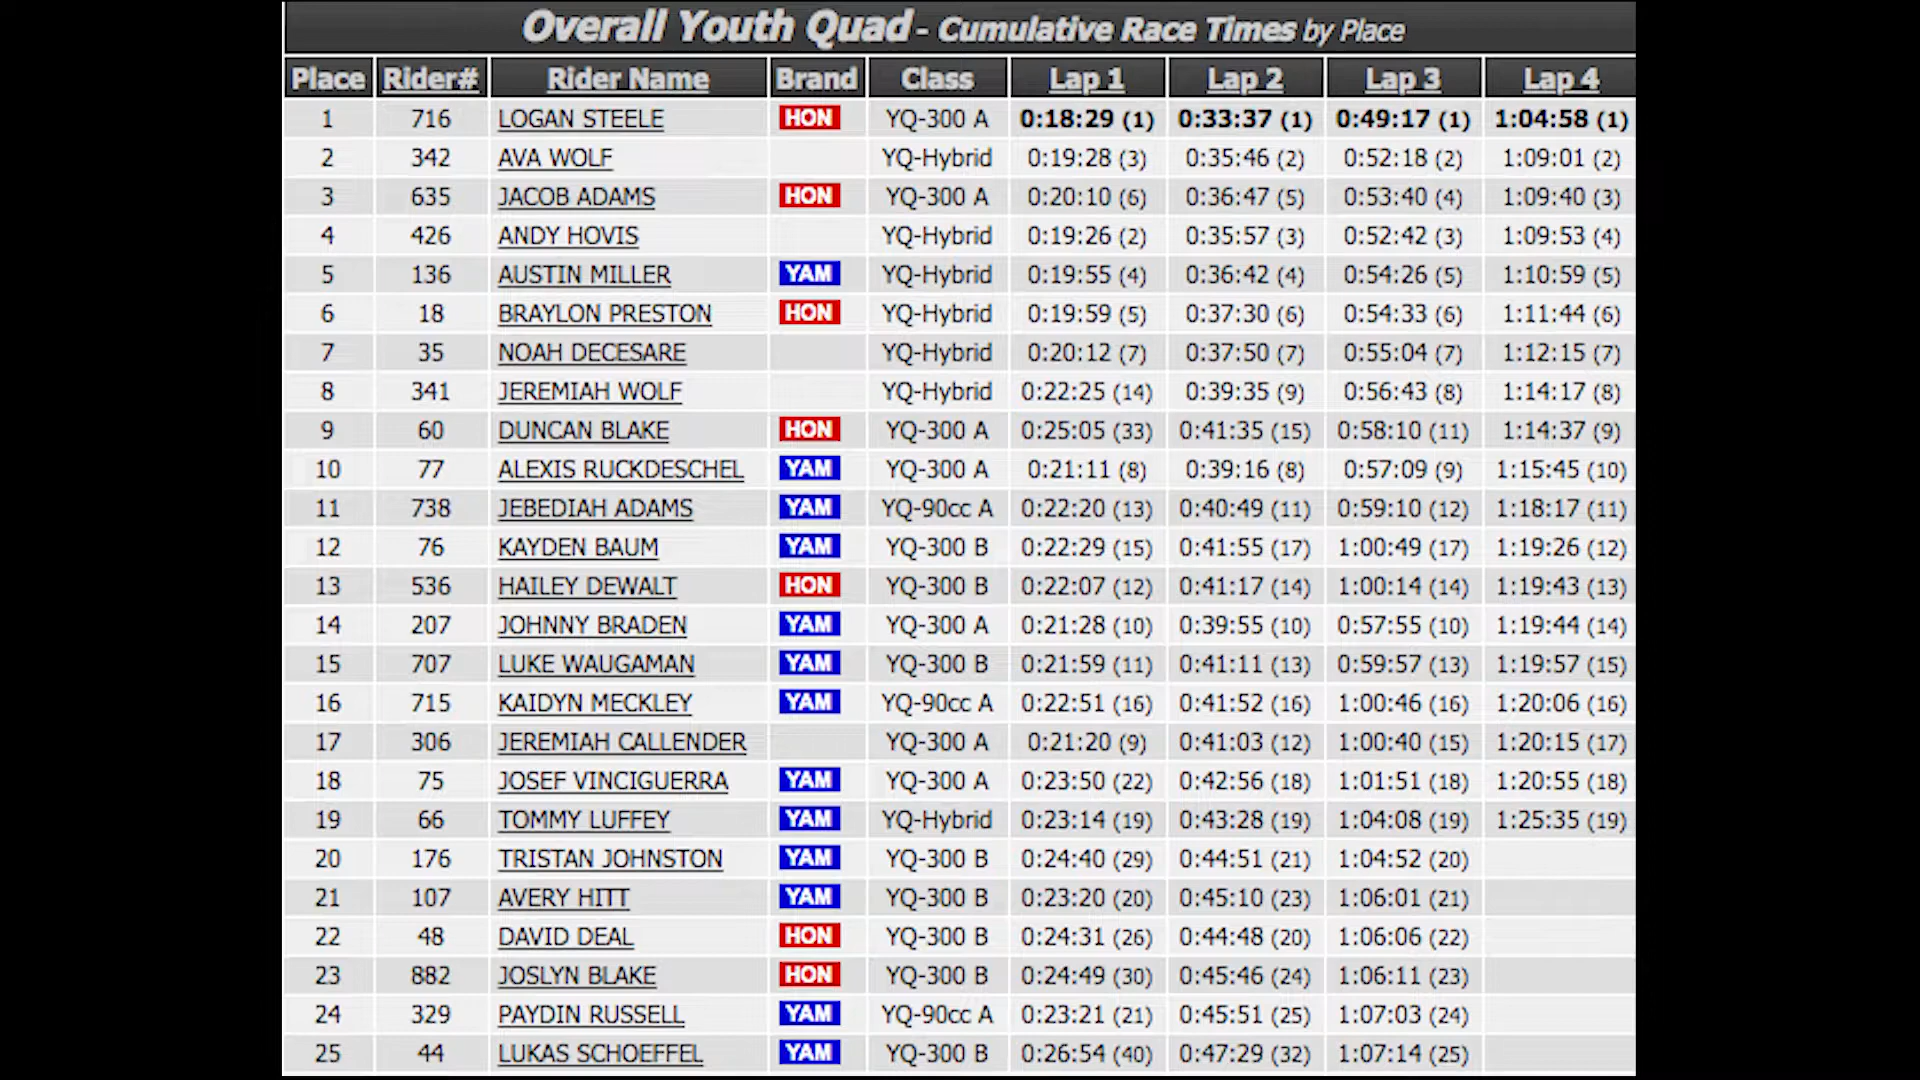 Overall Youth Quad - Cumulative Race Times by Place
Place Rider# Rider Name Brand Class Lap 1 Lap 2 Lap 3 Lap 4
1 716 LOGAN STEELE HON YQ-300 A 0:18:29 (1) 0:33:37 (1) 0:49:17 (1) 1:04:58 (1)
2 342 AVA WOLF YQ-Hybrid 0:19:28 (3) 0:35:46 (2) 0:52:18 (2) 1:09:01 (2)
3 635 JACOB ADAMS HON YQ-300 A 0:20:10 (6) 0:36:47 (5) 0:53:40 (4) 1:09:40 (3)
4 426 ANDY HOVIS YQ-Hybrid 0:19:26 (2) 0:35:57 (3) 0:52:42 (3) 1:09:53 (4)
5 136 AUSTIN MILLER YAM YQ-Hybrid 0:19:55 (4) 0:36:42 (4) 0:54:26 (5) 1:10:59 (5)
6 18 BRAYLON PRESTON HON YQ-Hybrid 0:19:59 (5) 0:37:30 (6) 0:54:33 (6) 1:11:44 (6)
7 35 NOAH DECESARE YQ-Hybrid 0:20:12 (7) 0:37:50 (7) 0:55:04 (7) 1:12:15 (7)
8 341 JEREMIAH WOLF YQ-Hybrid 0:22:25 (14) 0:39:35 (9) 0:56:43 (8) 1:14:17 (8)
9 60 DUNCAN BLAKE HON YQ-300 A 0:25:05 (33) 0:41:35 (15) 0:58:10 (11) 1:14:37 (9)
10 77 ALEXIS RUCKDESCHEL YAM YQ-300 A 0:21:11 (8) 0:39:16 (8) 0:57:09 (9) 1:15:45 (10)
11 738 JEBEDIAH ADAMS YAM YQ-90cc A 0:22:20 (13) 0:40:49 (11) 0:59:10 (12) 1:18:17 (11)
12 76 KAYDEN BAUM YAM YQ-300 B 0:22:29 (15) 0:41:55 (17) 1:00:49 (17) 1:19:26 (12)
13 536 HAILEY DEWALT HON YQ-300 B 0:22:07 (12) 0:41:17 (14) 1:00:14 (14) 1:19:43 (13)
14 207 JOHNNY BRADEN YAM YQ-300 A 0:21:28 (10) 0:39:55 (10) 0:57:55 (10) 1:19:44 (14)
15 707 LUKE WAUGAMAN YAM YQ-300 B 0:21:59 (11) 0:41:11 (13) 0:59:57 (13) 1:19:57 (15)
16 715 KAIDYN MECKLEY YAM YQ-90cc A 0:22:51 (16) 0:41:52 (16) 1:00:46 (16) 1:20:06 (16)
17 306 JEREMIAH CALLENDER YQ-300 A 0:21:20 (9) 0:41:03 (12) 1:00:40 (15) 1:20:15 (17)
18 75 JOSEF VINCIGUERRA YAM YQ-300 A 0:23:50 (22) 0:42:56 (18) 1:01:51 (18) 1:20:55 (18)
19 66 TOMMY LUFFEY YAM YQ-Hybrid 0:23:14 (19) 0:43:28 (19) 1:04:08 (19) 1:25:35 (19)
20 176 TRISTAN JOHNSTON YAM YQ-300 B 0:24:40 (29) 0:44:51 (21) 1:04:52 (20)
21 107 AVERY HITT YAM YQ-300 B 0:23:20 (20) 0:45:10 (23) 1:06:01 (21)
22 48 DAVID DEAL HON YQ-300 B 0:24:31 (26) 0:44:48 (20) 1:06:06 (22)
23 882 JOSLYN BLAKE HON YQ-300 B 0:24:49 (30) 0:45:46 (24) 1:06:11 (23)
24 329 PAYDIN RUSSELL YAM YQ-90cc A 0:23:21 (21) 0:45:51 (25) 1:07:03 (24)
25 44 LUKAS SCHOEFFEL YAM YQ-300 B 0:26:54 (40) 0:47:29 (32) 1:07:14 (25)